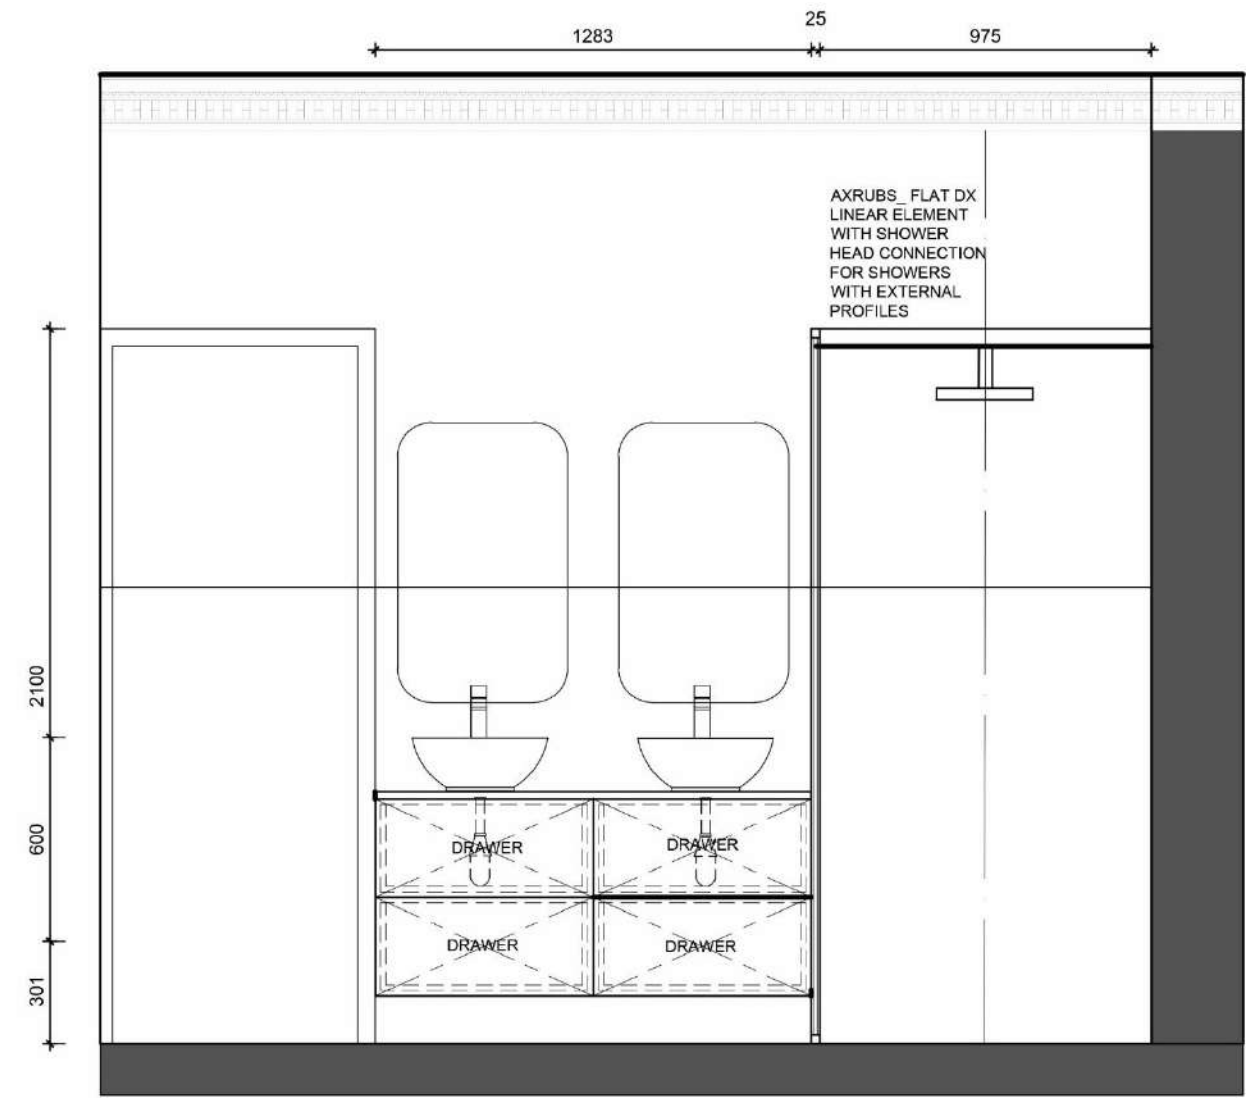 25
1283
975
AXRUBS_ FLAT DX
LINEAR ELEMENT
WITH SHOWER
HEAD CONNECTION
FOR SHOWERS
WITH EXTERNAL
PROFILES
2100
600
301
DRAWER
DRAWER
DRAWER
DRAWER